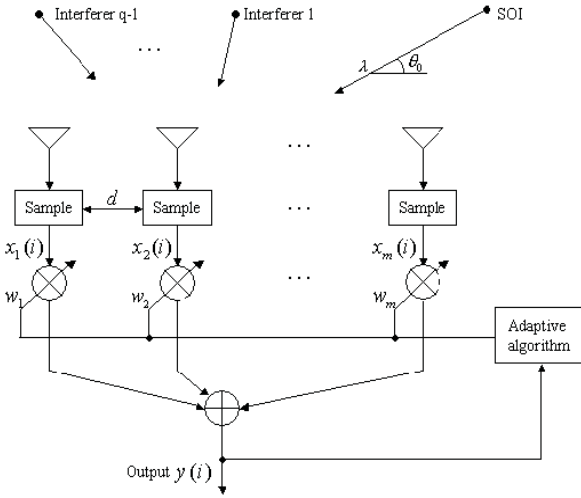 Interferer q-1
Interferer 1
SOI
. . .
λ
θ₀
. . .
Sample
d
Sample
. . .
Sample
x₁(i)
x₂(i)
xₘ(i)
. . .
w₁
w₂
wₘ
Adaptive
algorithm
Output y(i)